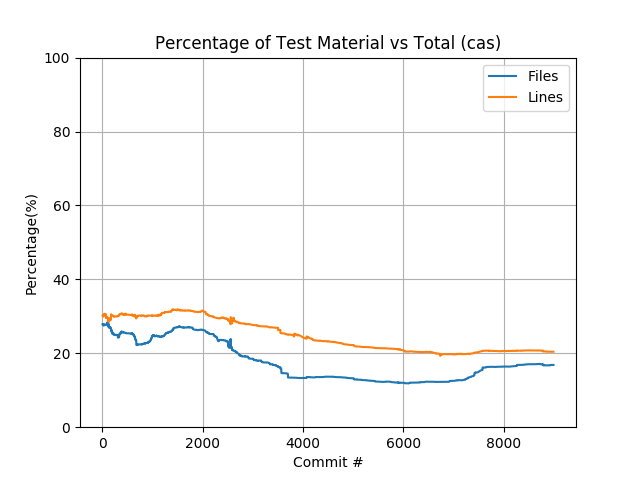 Percentage of Test Material vs Total (cas)
Files
Lines
100
80
60
40
20
0
Percentage(%)
0 2000 4000 6000 8000
Commit #